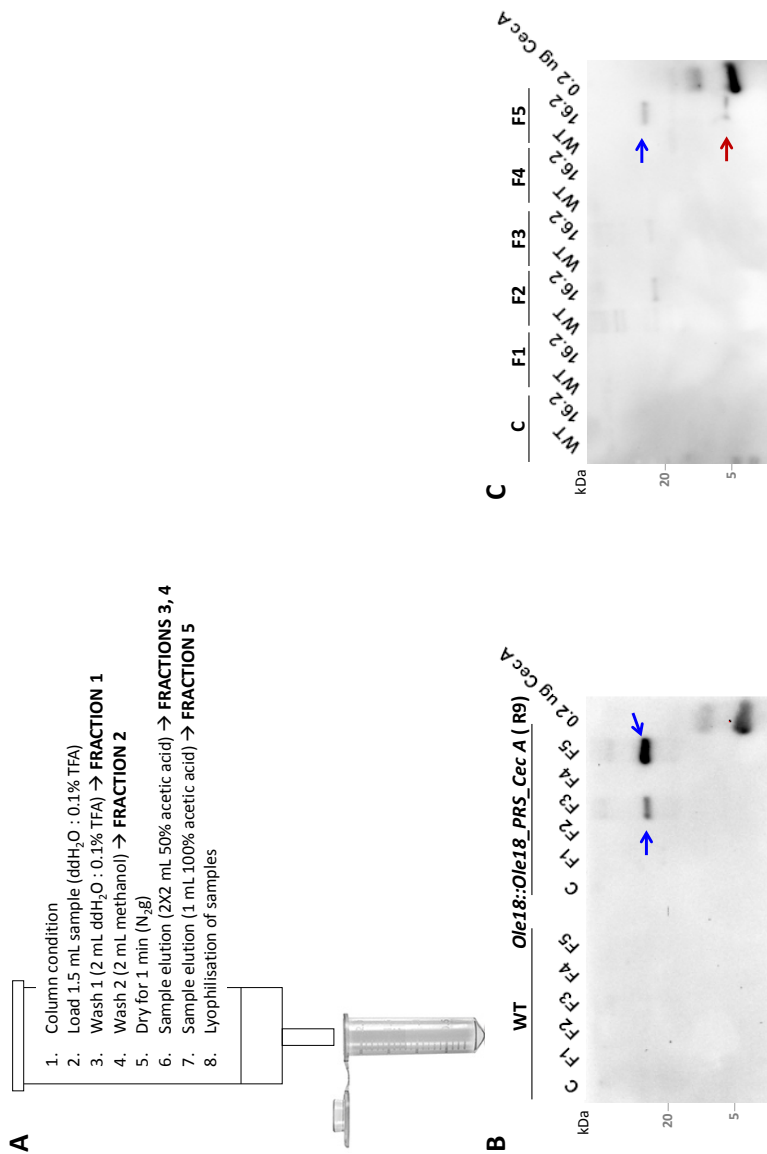 A
1. Column condition
2. Load 1.5 mL sample (ddH₂O : 0.1% TFA)
3. Wash 1 (2 mL ddH₂O : 0.1% TFA) → FRACTION 1
4. Wash 2 (2 mL methanol) → FRACTION 2
5. Dry for 1 min (N₂g)
6. Sample elution (2X2 mL 50% acetic acid) → FRACTIONS 3, 4
7. Sample elution (1 mL 100% acetic acid) → FRACTION 5
8. Lyophilisation of samples
B
WT Ole18::Ole18_PRS_Cec A ( R9)
kDa C F1 F2 F3 F4 F5 C F1 F2 F3 F4 F5 0.2 ug Cec A
20
5
C
C F1 F2 F3 F4 F5
kDa WT 16.2 WT 16.2 WT 16.2 WT 16.2 WT 16.2 WT 16.2 0.2 ug Cec A
20
5